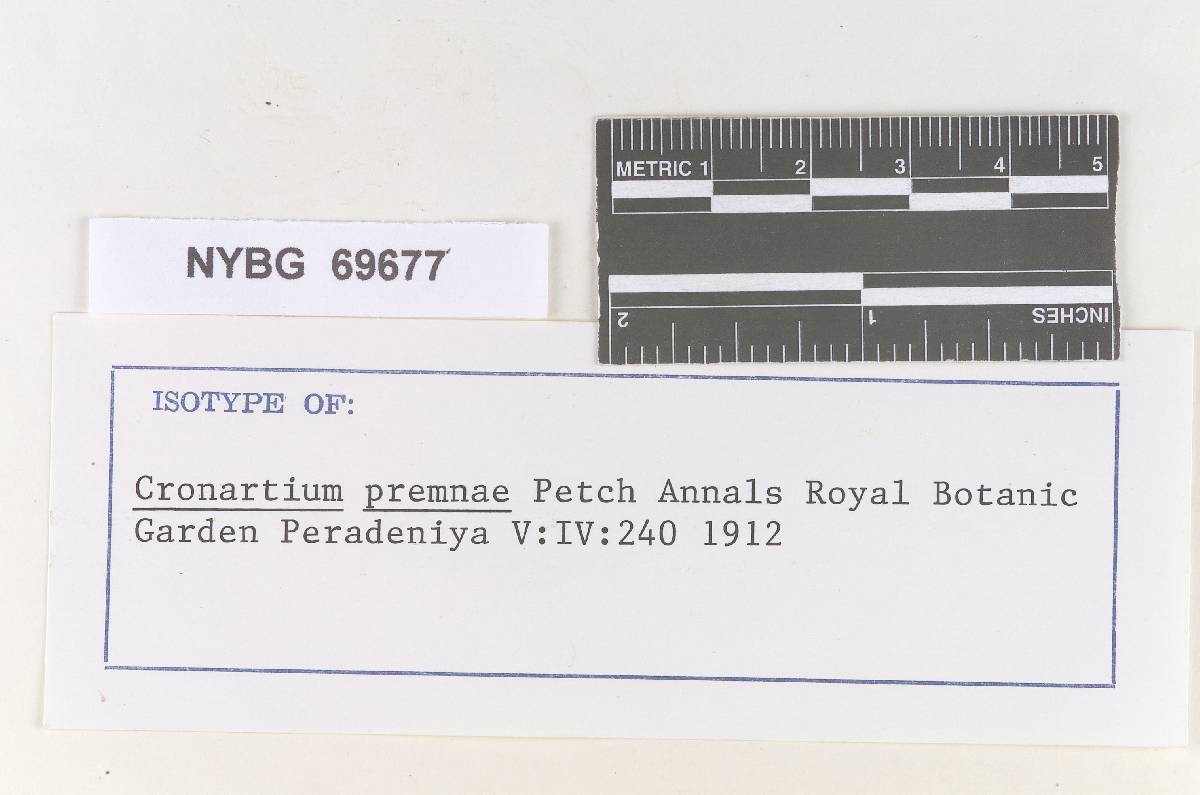 METRIC 1 2 3 4 5
NYBG 69677
2 1 INCHES
ISOTYPE OF:
Cronartium premnae Petch Annals Royal Botanic
Garden Peradeniya V:IV:240 1912